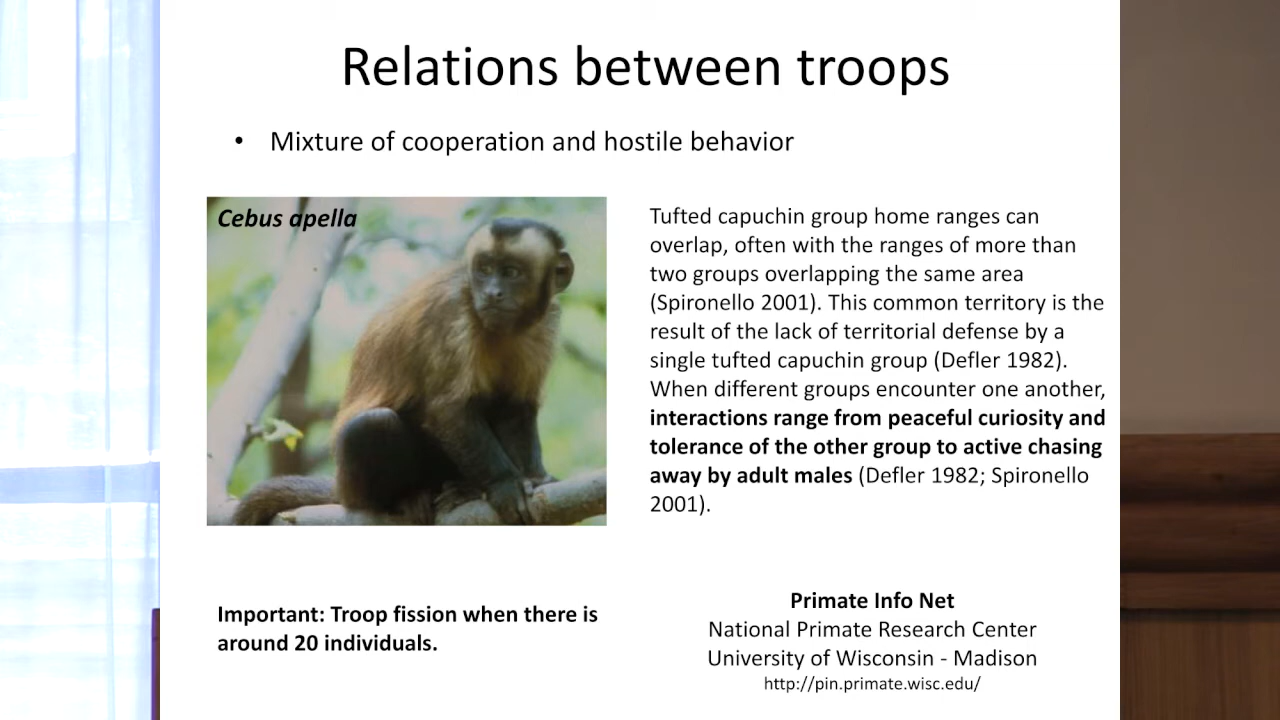 Relations between troops
• Mixture of cooperation and hostile behavior
Cebus apella
Tufted capuchin group home ranges can
overlap, often with the ranges of more than
two groups overlapping the same area
(Spironello 2001). This common territory is the
result of the lack of territorial defense by a
single tufted capuchin group (Defler 1982).
When different groups encounter one another,
interactions range from peaceful curiosity and
tolerance of the other group to active chasing
away by adult males (Defler 1982; Spironello
2001).
Important: Troop fission when there is
around 20 individuals.
Primate Info Net
National Primate Research Center
University of Wisconsin - Madison
http://pin.primate.wisc.edu/